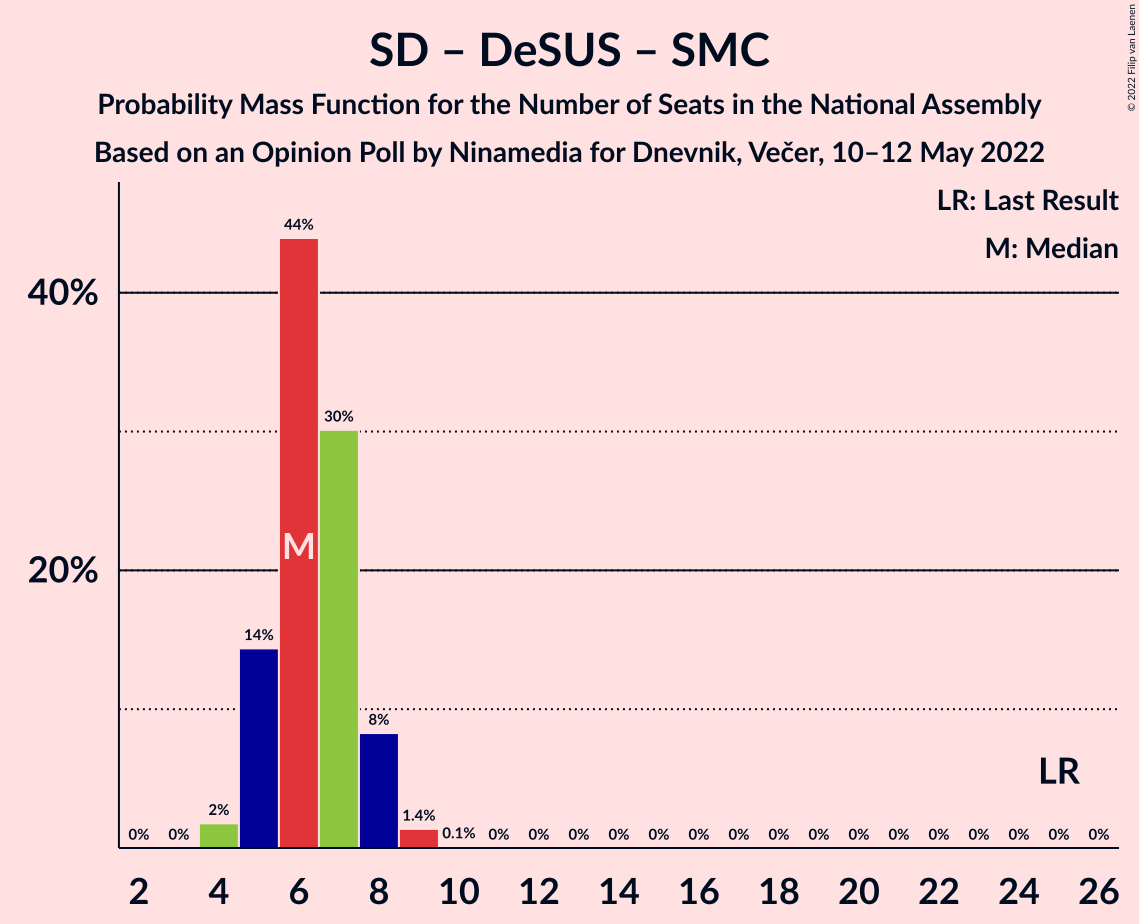 SD – DeSUS – SMC
Probability Mass Function for the Number of Seats in the National Assembly
Based on an Opinion Poll by Ninamedia for Dnevnik, Večer, 10–12 May 2022
© 2022 Filip van Laenen
LR: Last Result
M: Median
44%
40%
30%
M
20%
14%
8%
LR
2%
1.4%
0% 0% 0.1% 0% 0% 0% 0% 0% 0% 0% 0% 0% 0% 0% 0% 0% 0% 0%
2 4 6 8 10 12 14 16 18 20 22 24 26